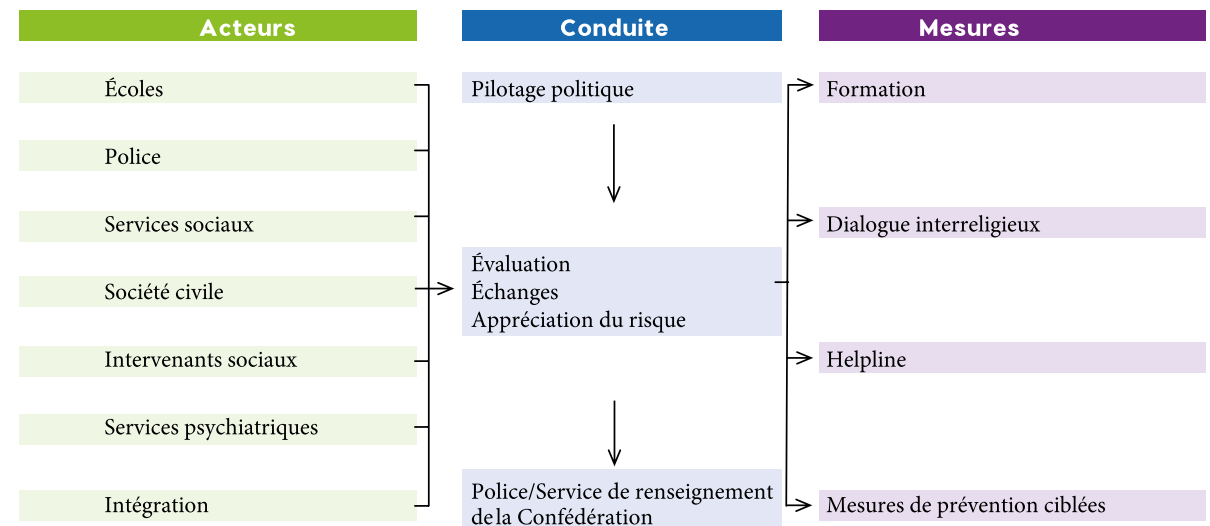 Acteurs
Écoles
Police
Services sociaux
Société civile
Intervenants sociaux
Services psychiatriques
Intégration
Conduite
Pilotage politique
Évaluation
Échanges
Appréciation du risque
Police/Service de renseignement
de la Confédération
Mesures
Formation
Dialogue interreligieux
Helpline
Mesures de prévention ciblées